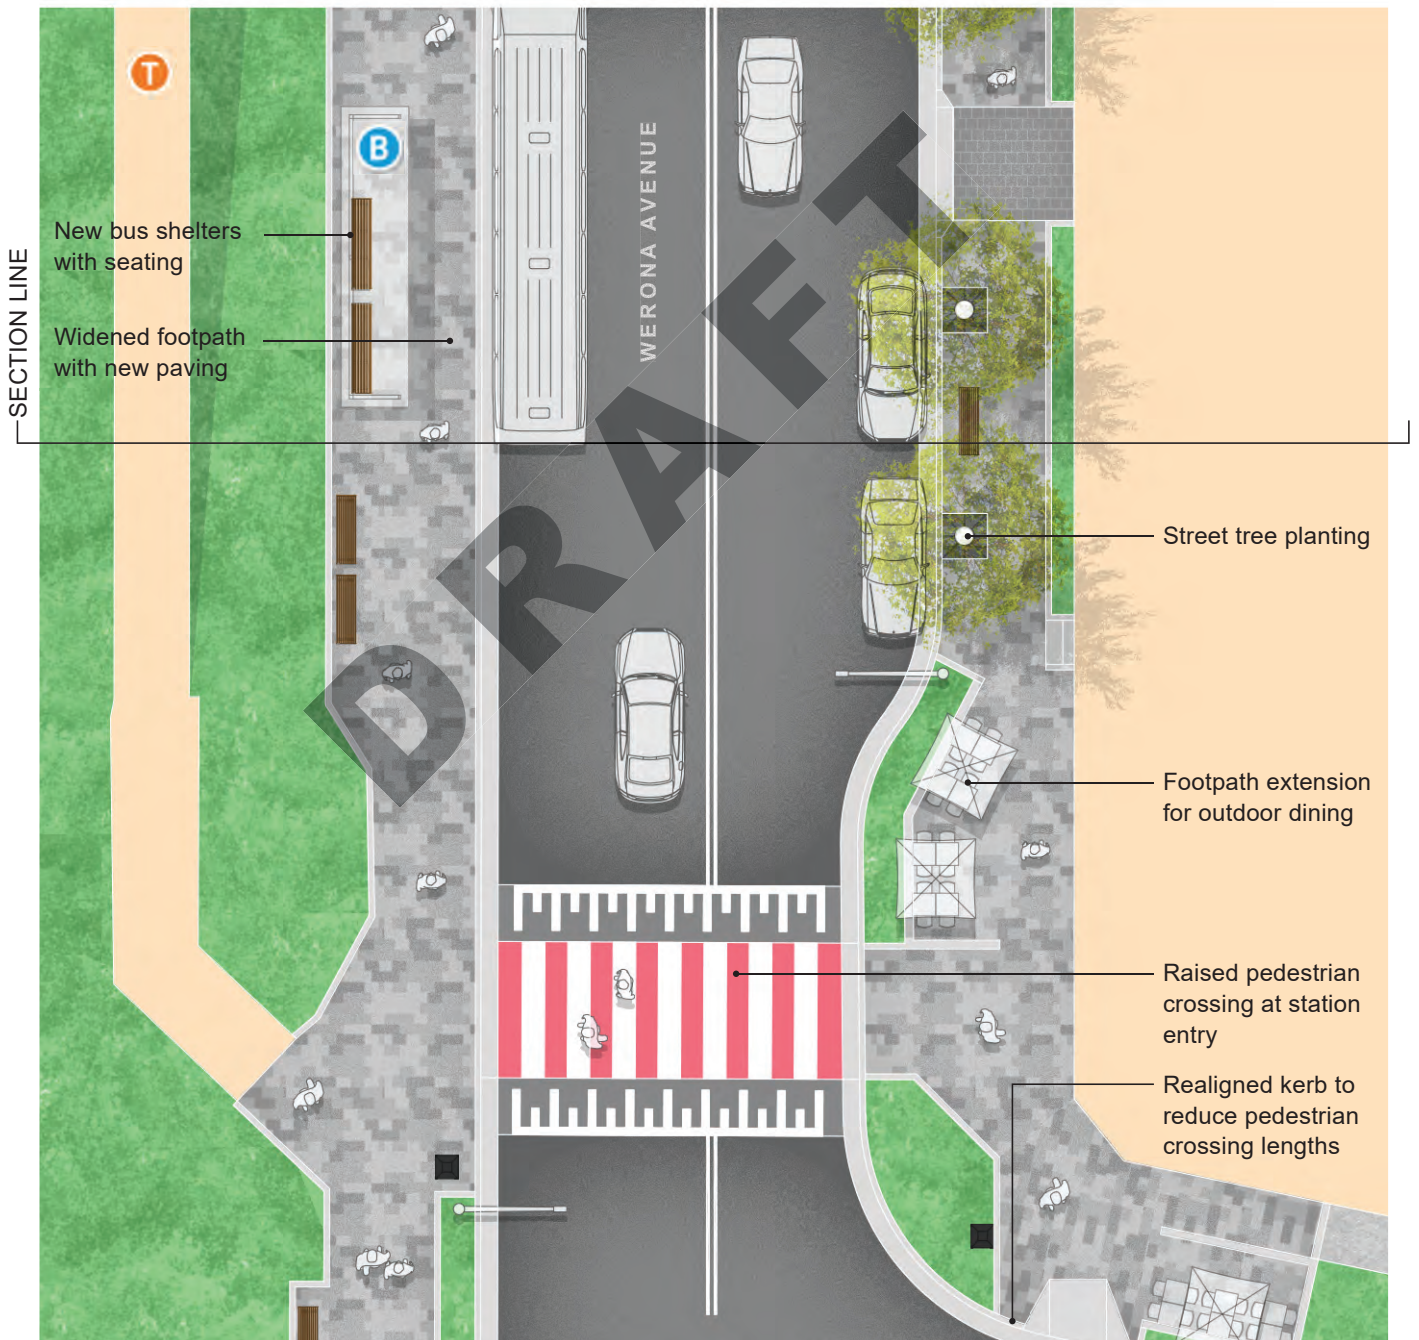 T
B
WERONA AVENUE
DRAFT
SECTION LINE
New bus shelters
with seating
Widened footpath
with new paving
Street tree planting
Footpath extension
for outdoor dining
Raised pedestrian
crossing at station
entry
Realigned kerb to
reduce pedestrian
crossing lengths